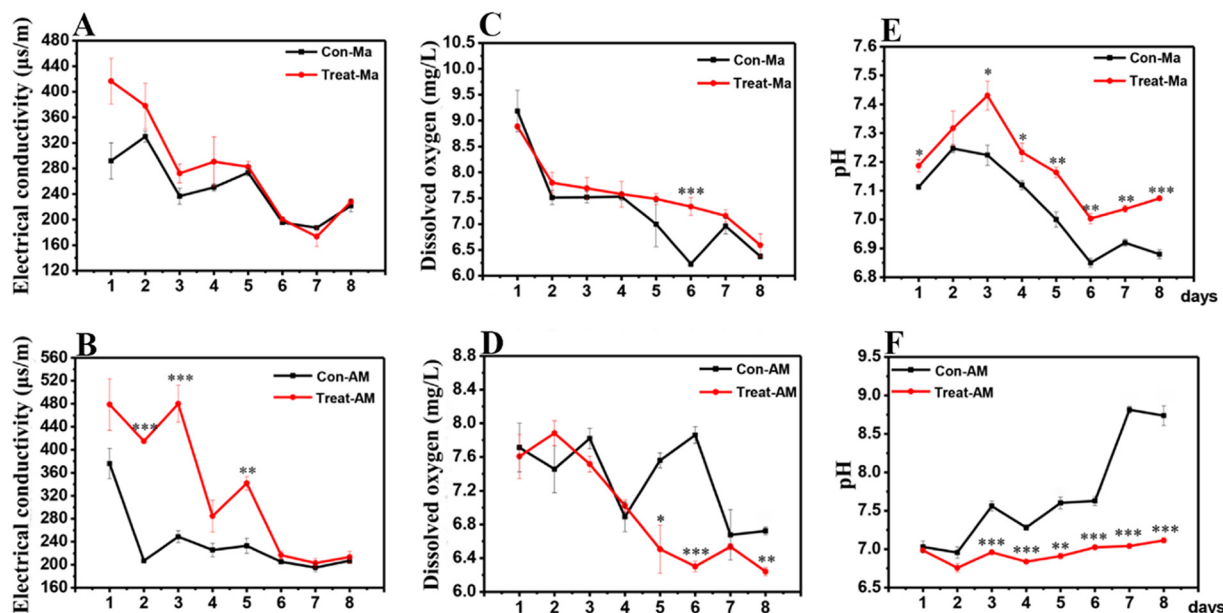 A
Electrical conductivity (µs/m)
480
440
400
360
320
280
240
200
160
120
Con-Ma
Treat-Ma
1 2 3 4 5 6 7 8
C
Dissolved oxygen (mg/L)
10.5
10.0
9.5
9.0
8.5
8.0
7.5
7.0
6.5
6.0
Con-Ma
Treat-Ma
***
1 2 3 4 5 6 7 8
E
pH
7.6
7.5
7.4
7.3
7.2
7.1
7.0
6.9
6.8
Con-Ma
Treat-Ma
* * * ** ** ** ***
1 2 3 4 5 6 7 8 days
B
Electrical conductivity (µs/m)
560
520
480
440
400
360
320
280
240
200
160
Con-AM
Treat-AM
*** *** **
1 2 3 4 5 6 7 8
D
Dissolved oxygen (mg/L)
8.8
8.4
8.0
7.6
7.2
6.8
6.4
6.0
Con-AM
Treat-AM
* *** **
1 2 3 4 5 6 7 8
F
pH
9.5
9.0
8.5
8.0
7.5
7.0
6.5
Con-AM
Treat-AM
*** *** ** *** *** ***
1 2 3 4 5 6 7 8 days